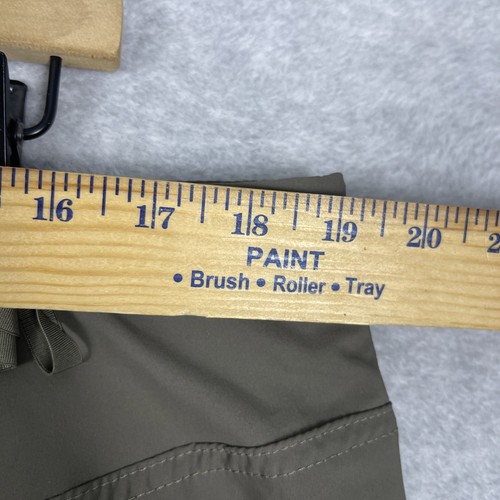 16 17 18 19 20
PAINT
• Brush • Roller • Tray